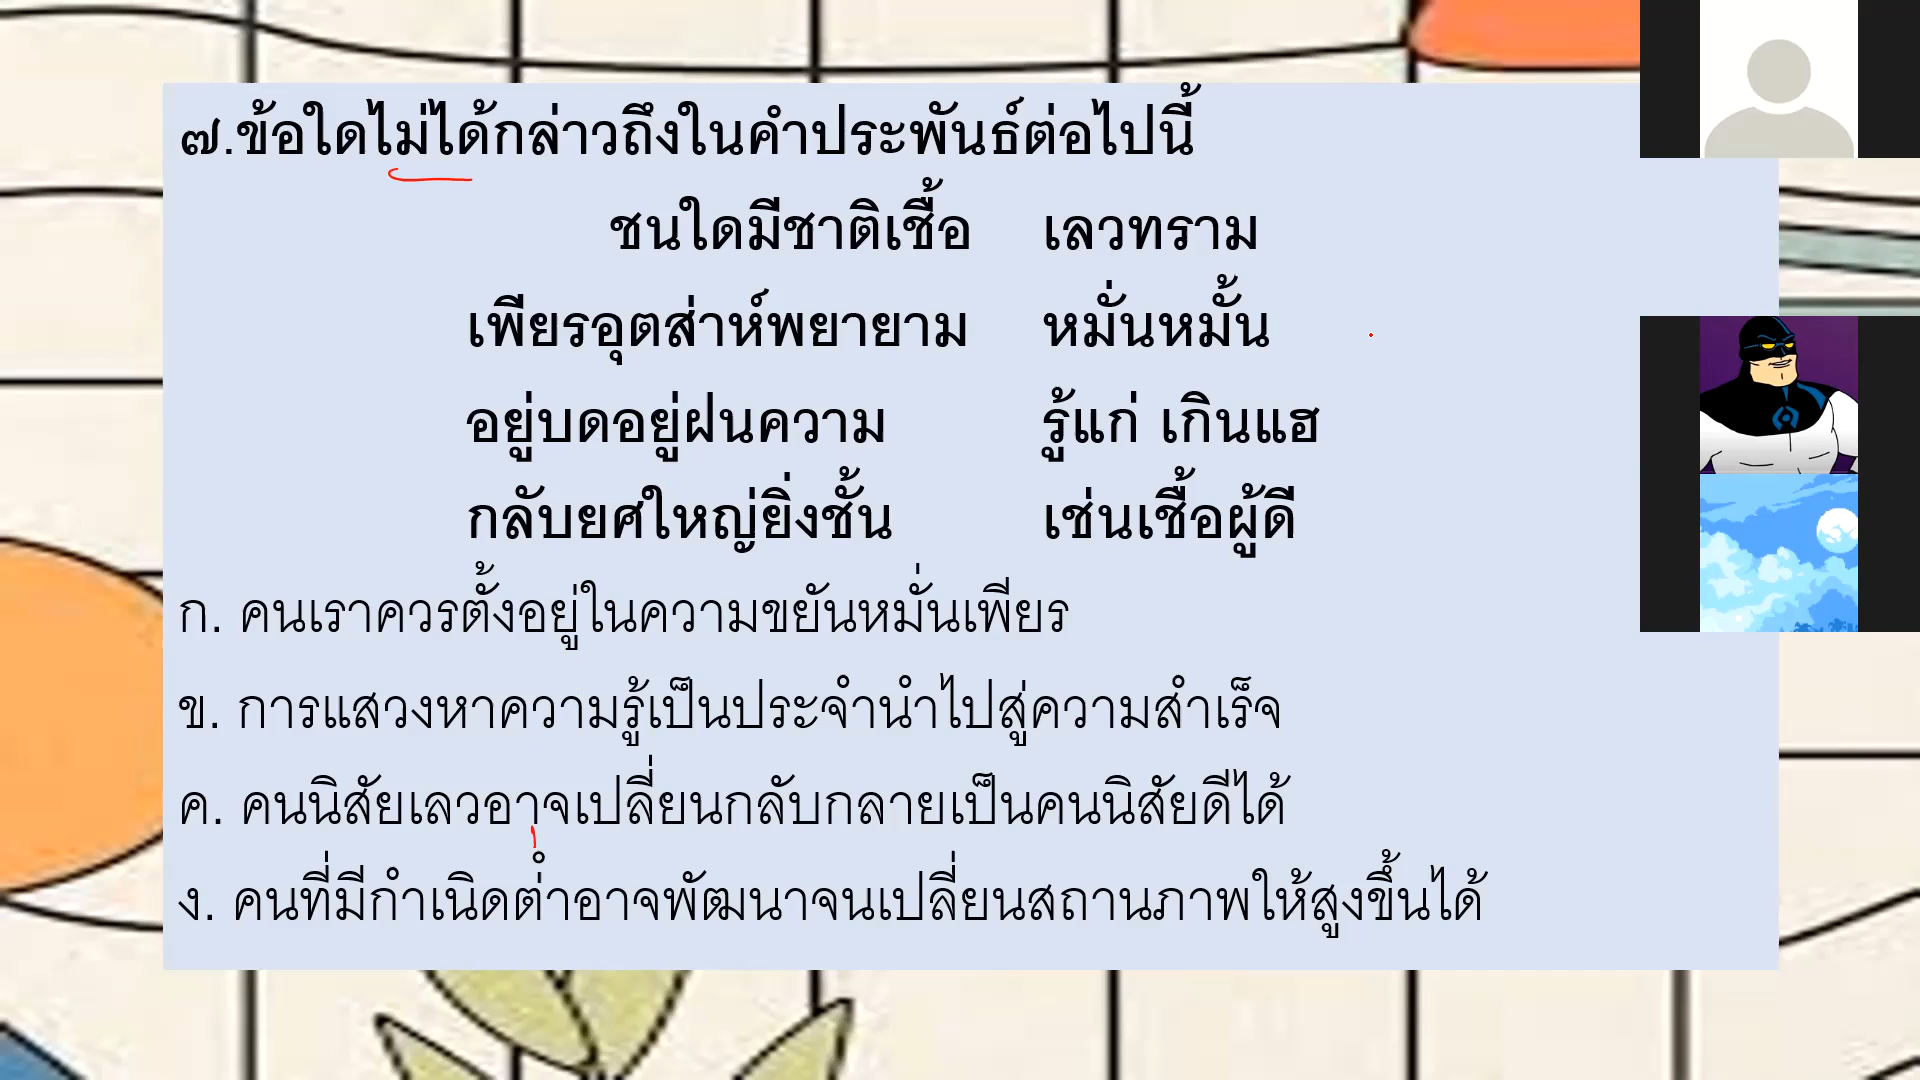 ๗.ข้อใดไม่ได้กล่าวถึงในคำประพันธ์ต่อไปนี้
ชนใดมีชาติเชื้อ เลวทราม
เพียรอุตส่าห์พยายาม หมั่นหมั้น
อยู่บดอยู่ฝนความ รู้แก่ เกินแฮ
กลับยศใหญ่ยิ่งชั้น เช่นเชื้อผู้ดี
ก. คนเราควรตั้งอยู่ในความขยันหมั่นเพียร
ข. การแสวงหาความรู้เป็นประจำนำไปสู่ความสำเร็จ
ค. คนนิสัยเลวอาจเปลี่ยนกลับกลายเป็นคนนิสัยดีได้
ง. คนที่มีกำเนิดต่ำอาจพัฒนาจนเปลี่ยนสถานภาพให้สูงขึ้นได้